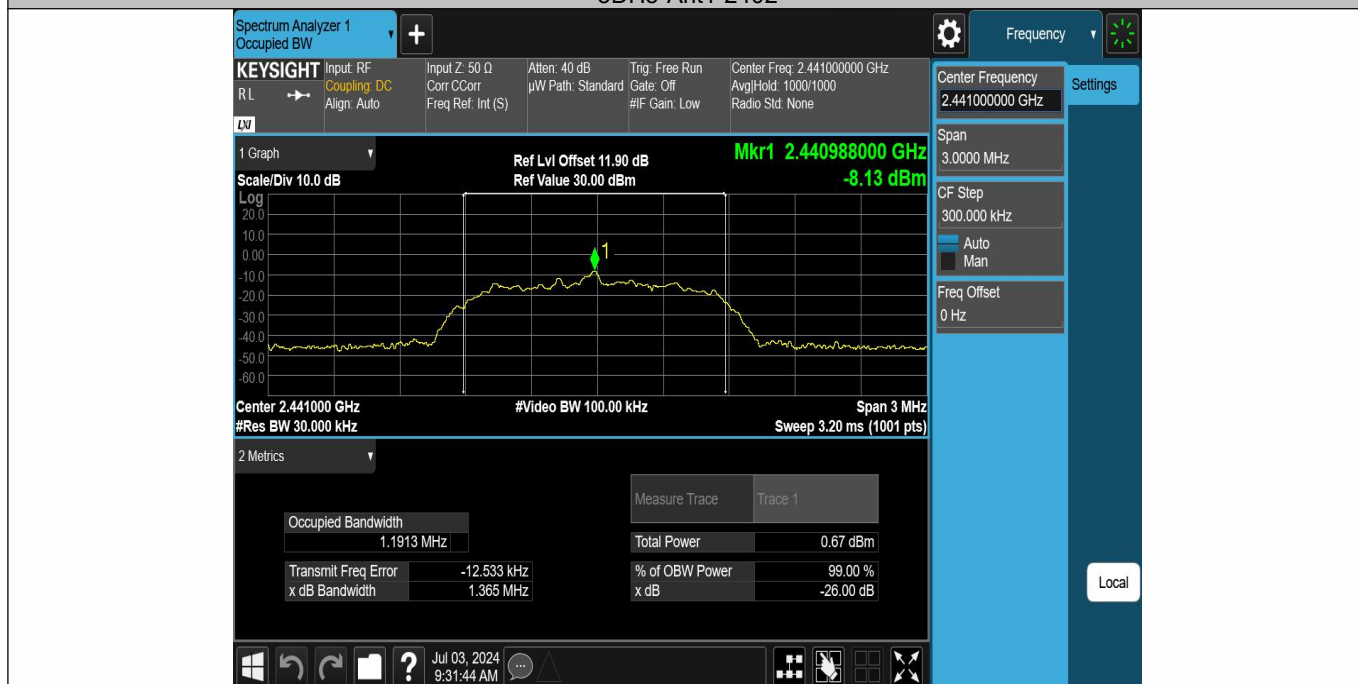 Spectrum Analyzer 1
Occupied BW
Frequency
KEYSIGHT
RL
LXI
Input: RF
Coupling: DC
Align: Auto
Input Z: 50 Ω
Corr CCorr
Freq Ref: Int (S)
Atten: 40 dB
µW Path: Standard
Trig: Free Run
Gate: Off
#IF Gain: Low
Center Freq: 2.441000000 GHz
Avg|Hold: 1000/1000
Radio Std: None
Center Frequency
2.441000000 GHz
Settings
Span
3.0000 MHz
CF Step
300.000 kHz
Auto
Man
Freq Offset
0 Hz
Local
1 Graph
Scale/Div 10.0 dB
Ref Lvl Offset 11.90 dB
Ref Value 30.00 dBm
Mkr1 2.440988000 GHz
-8.13 dBm
Log
20.0
10.0
0.00
-10.0
-20.0
-30.0
-40.0
-50.0
-60.0
1
Center 2.441000 GHz
#Video BW 100.00 kHz
Span 3 MHz
#Res BW 30.000 kHz
Sweep 3.20 ms (1001 pts)
2 Metrics
Measure Trace
Trace 1
Occupied Bandwidth
1.1913 MHz
Total Power
0.67 dBm
Transmit Freq Error
-12.533 kHz
% of OBW Power
99.00 %
x dB Bandwidth
1.365 MHz
x dB
-26.00 dB
?
Jul 03, 2024
9:31:44 AM